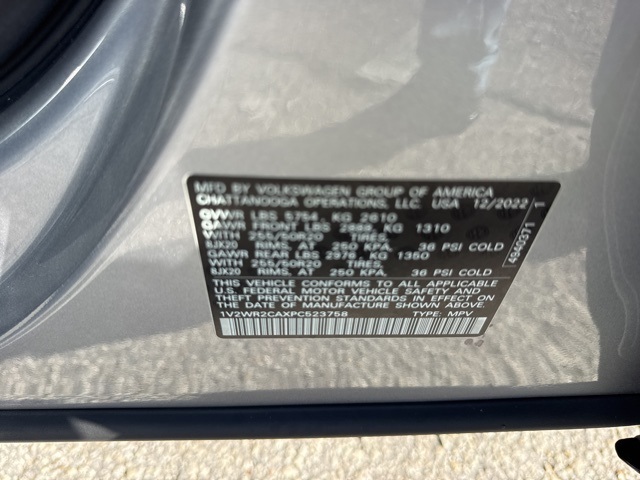 MFD BY VOLKSWAGEN GROUP OF AMERICA
CHATTANOOGA OPERATIONS, LLC. USA 12/2022
GVWR LBS 5754 , KG 2610
GAWR FRONT LBS , KG 1310
WITH 255/50R20 TIRES,
8JX20 RIMS, AT 250 KPA, 36 PSI COLD
GAWR REAR LBS 2976, KG 1350
WITH 255/50R20 TIRES,
8JX20 RIMS, AT 250 KPA, 36 PSI COLD
THIS VEHICLE CONFORMS TO ALL APPLICABLE
U.S. FEDERAL MOTOR VEHICLE SAFETY AND
THEFT PREVENTION STANDARDS IN EFFECT ON
THE DATE OF MANUFACTURE SHOWN ABOVE.
1V2WR2CAXPC523758 TYPE: MPV
4940371 1